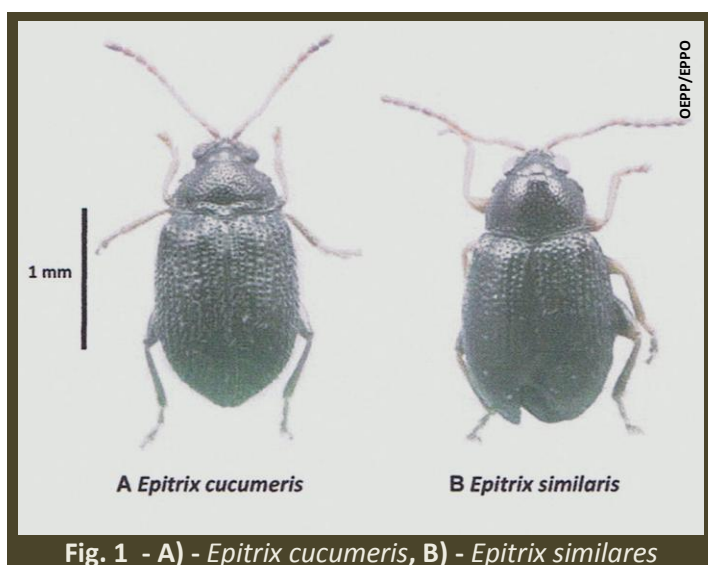 OEPP/EPPO
1 mm
A Epitrix cucumeris
B Epitrix similaris
Fig. 1 - A) - Epitrix cucumeris, B) - Epitrix similares